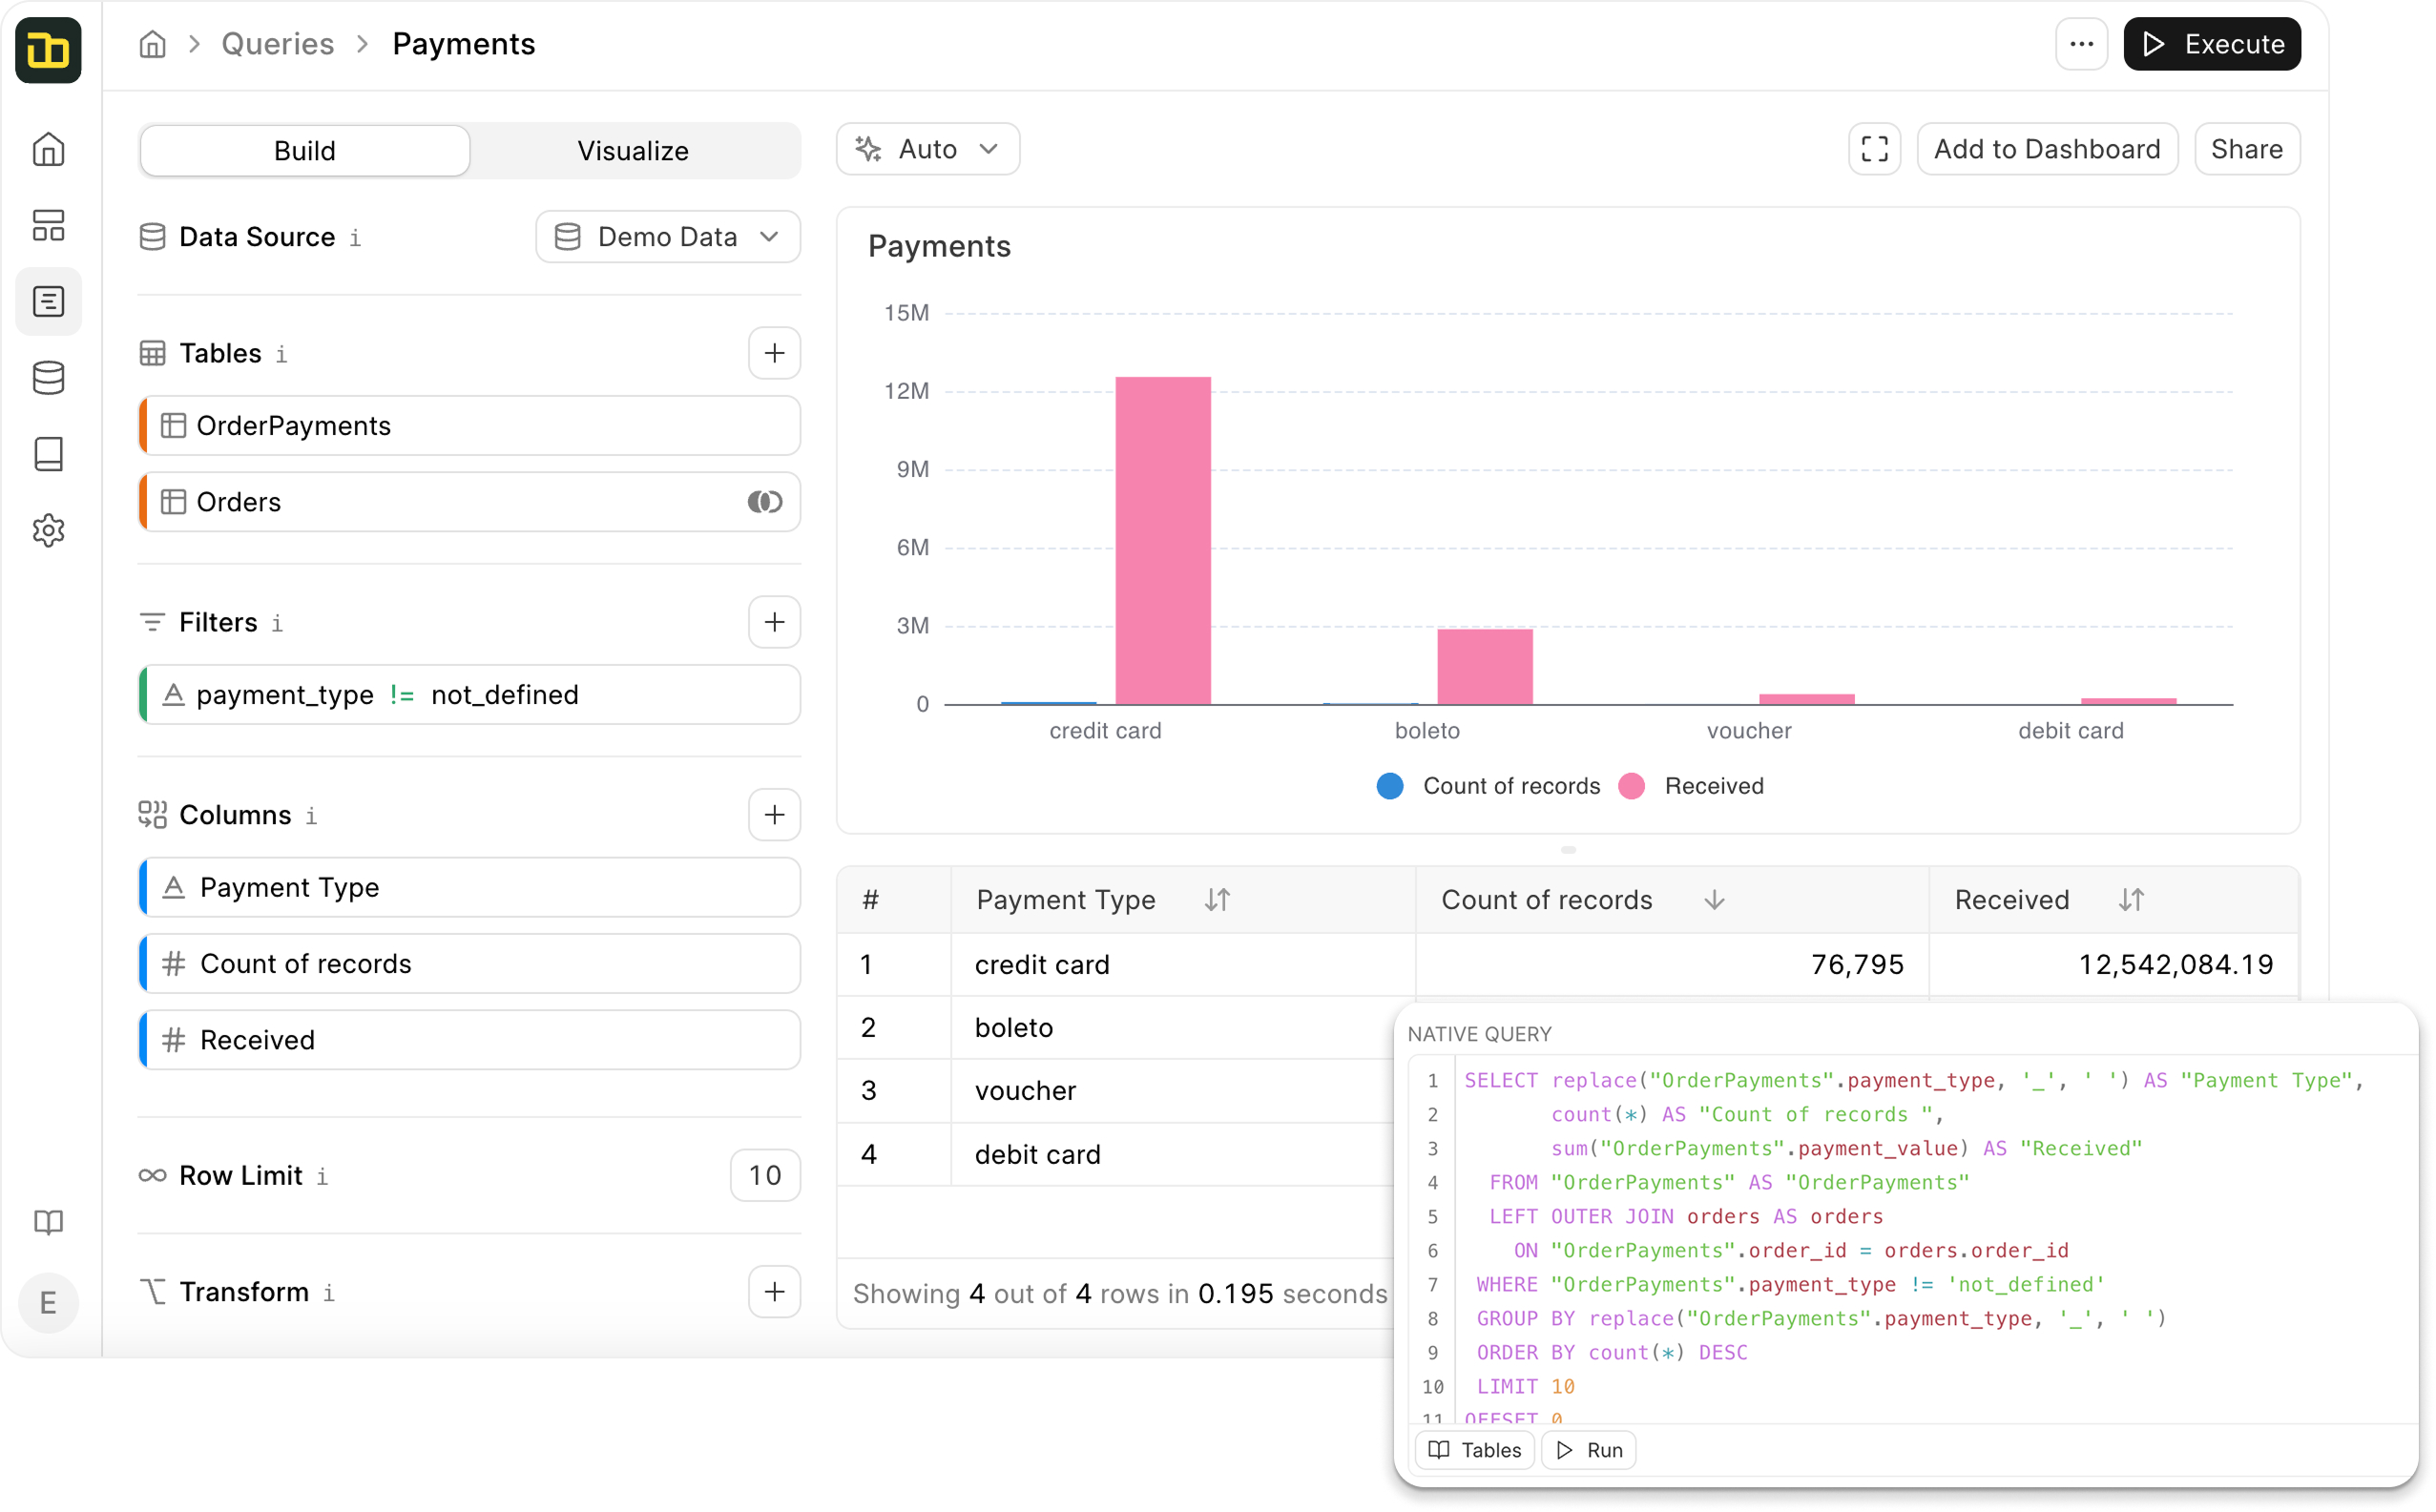 Queries
Payments
Execute
Build
Visualize
Auto
Add to Dashboard
Share
Data Source i
Demo Data
Tables i
OrderPayments
Orders
Filters i
payment_type != not_defined
Columns i
Payment Type
# Count of records
# Received
Row Limit i
10
Transform i
E
Payments
15M
12M
9M
6M
3M
0
credit card
boleto
voucher
debit card
Count of records
Received
# Payment Type Count of records Received
1 credit card 76,795 12,542,084.19
2 boleto
3 voucher
4 debit card
Showing 4 out of 4 rows in 0.195 seconds
NATIVE QUERY
1 SELECT replace("OrderPayments".payment_type, '_', ' ') AS "Payment Type",
2 count(*) AS "Count of records ",
3 sum("OrderPayments".payment_value) AS "Received"
4 FROM "OrderPayments" AS "OrderPayments"
5 LEFT OUTER JOIN orders AS orders
6 ON "OrderPayments".order_id = orders.order_id
7 WHERE "OrderPayments".payment_type != 'not_defined'
8 GROUP BY replace("OrderPayments".payment_type, '_', ' ')
9 ORDER BY count(*) DESC
10 LIMIT 10
11 OFFSET 0
Tables
Run